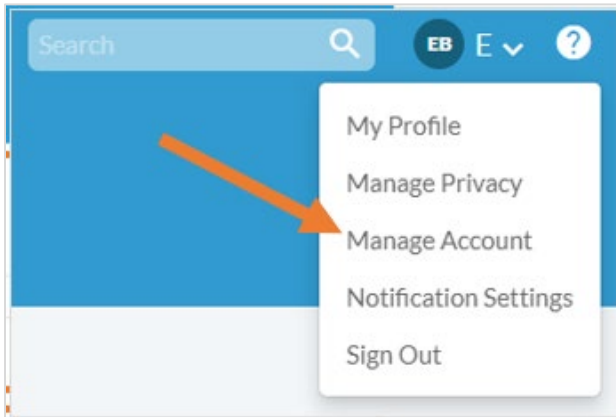 Search EB E ?
My Profile
Manage Privacy
Manage Account
Notification Settings
Sign Out